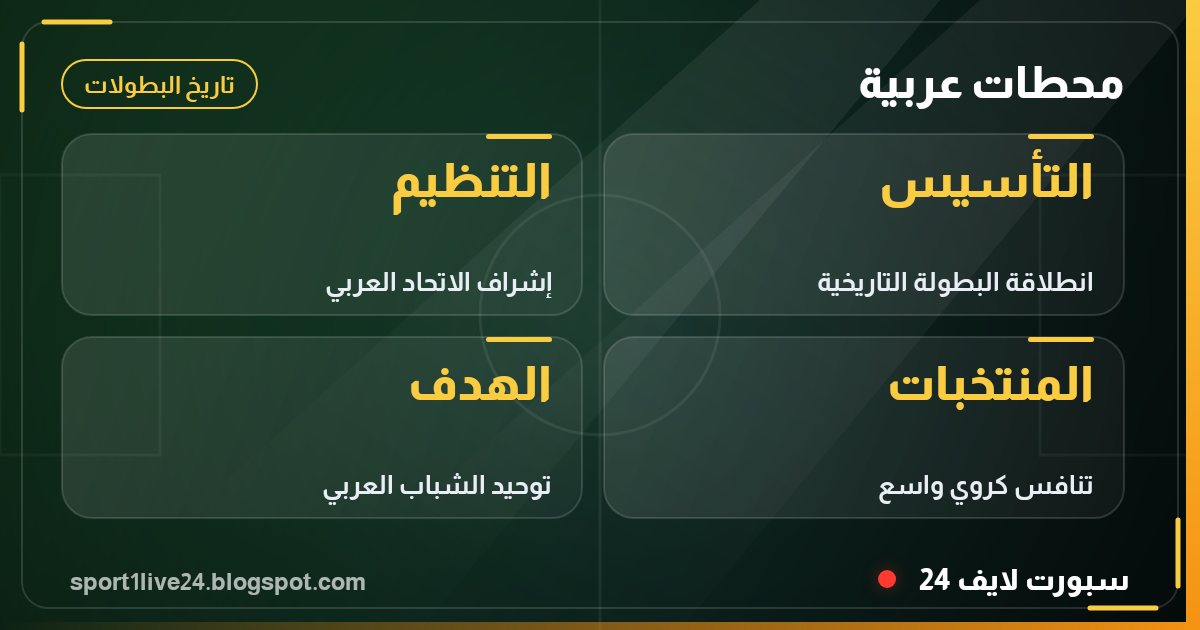 محطات عربية
تاريخ البطولات
التأسيس
انطلاقة البطولة التاريخية
التنظيم
إشراف الاتحاد العربي
المنتخبات
تنافس كروي واسع
الهدف
توحيد الشباب العربي
سبورت لايف 24
sport1live24.blogspot.com